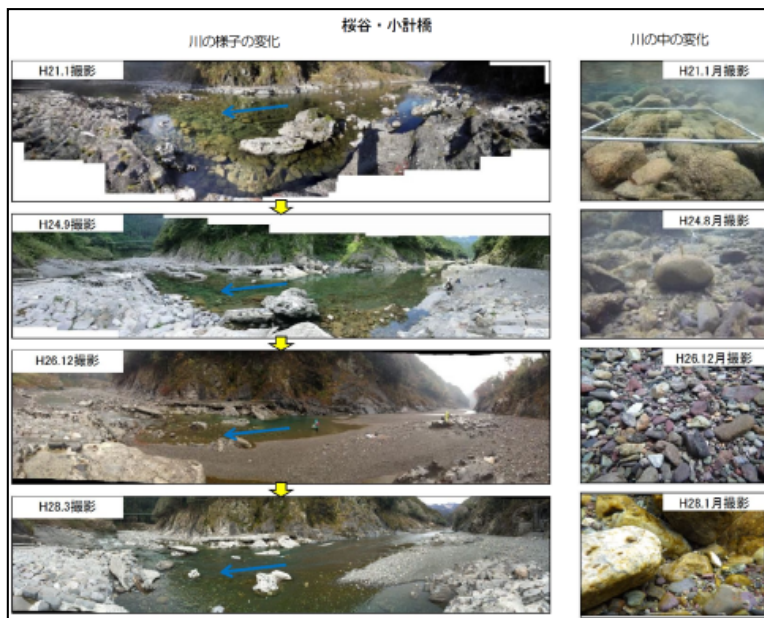 桜谷・小計橋
川の様子の変化
川の中の変化
H21.1撮影
H21.1月撮影
H24.9撮影
H24.8月撮影
H26.12撮影
H26.12月撮影
H28.3撮影
H28.1月撮影